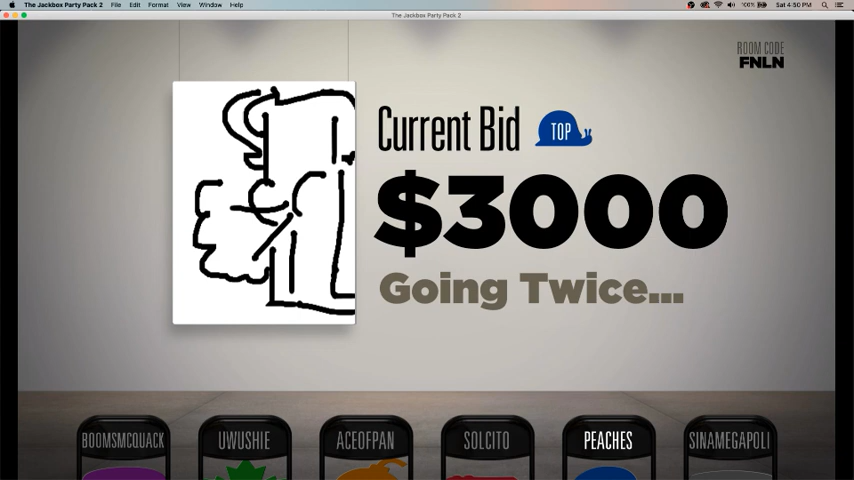 The Jackbox Party Pack 2 File Edit Format View Window Help 100% Sat 4:50 PM
The Jackbox Party Pack 2
ROOM CODE
FNLN
Current Bid TOP
$3000
Going Twice...
BOOMSMCQUACK UWUSHIE ACEOFPAN SOLCITO PEACHES SINAMEGAPOLI